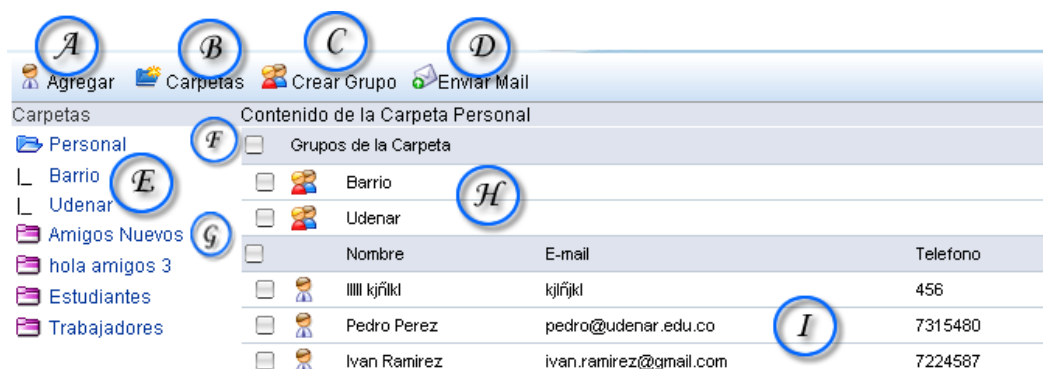 A B C D
Agregar Carpetas Crear Grupo Enviar Mail
Carpetas Contenido de la Carpeta Personal
Personal F Grupos de la Carpeta
Barrio E Barrio H
Udenar Udenar
Amigos Nuevos G
hola amigos 3 Nombre E-mail Telefono
Estudiantes lllll kjñlkl kjlñjkl 456
Trabajadores Pedro Perez pedro@udenar.edu.co I 7315480
Ivan Ramirez ivan.ramirez@gmail.com 7224587